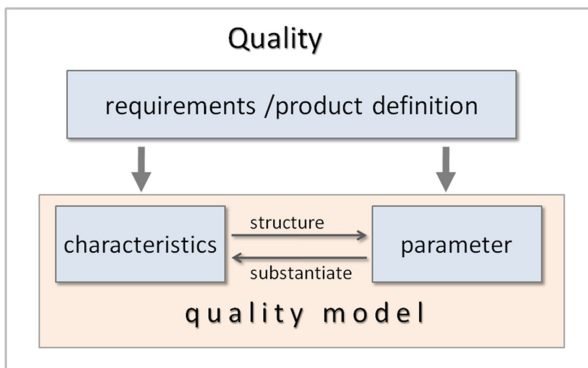 Quality
requirements /product definition
characteristics
structure
substantiate
parameter
quality model